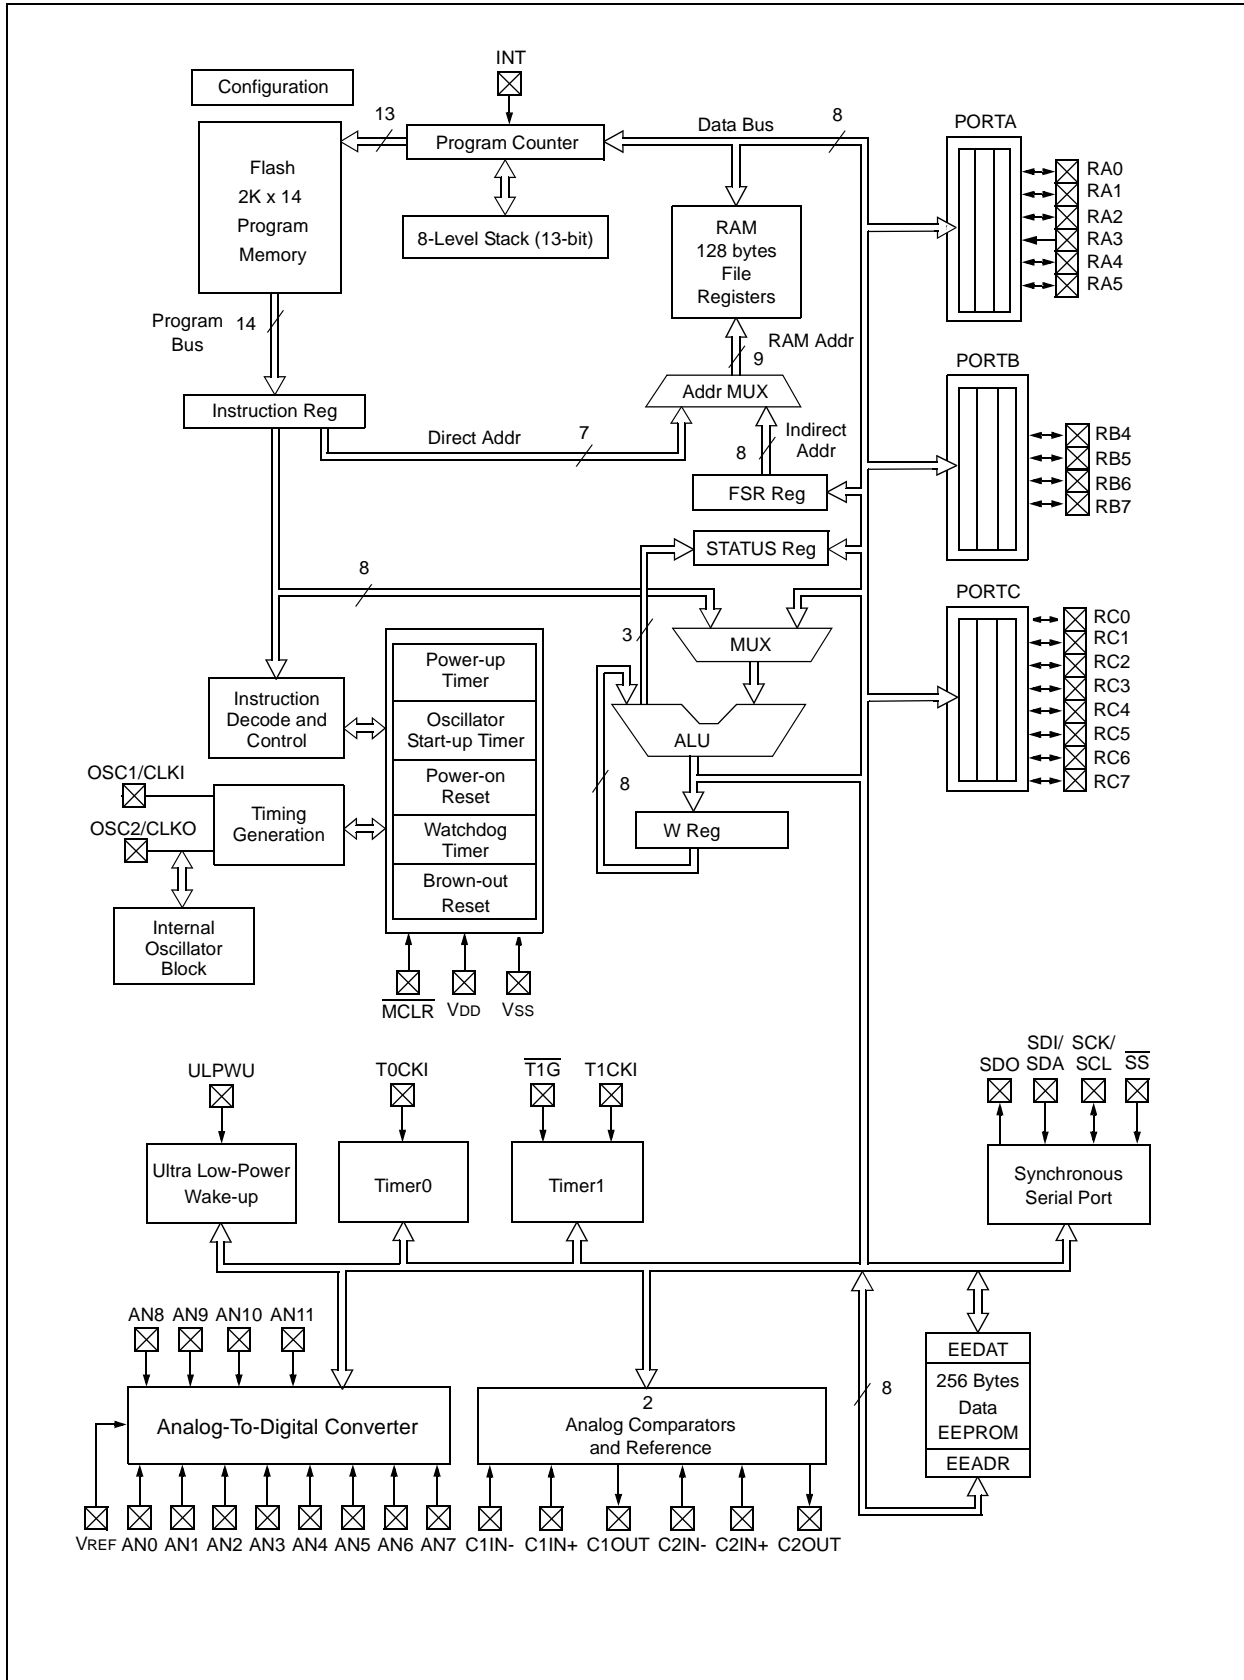 INT
Configuration
13
Program Counter
Data Bus
8
PORTA
Flash
2K x 14
Program
Memory
8-Level Stack (13-bit)
RAM
128 bytes
File
Registers
RA0
RA1
RA2
RA3
RA4
RA5
Program
Bus
14
RAM Addr
9
PORTB
Addr MUX
Instruction Reg
Direct Addr
7
Indirect
Addr
8
FSR Reg
RB4
RB5
RB6
RB7
STATUS Reg
8
PORTC
3
MUX
RC0
RC1
RC2
RC3
RC4
RC5
RC6
RC7
Power-up
Timer
Oscillator
Start-up Timer
Power-on
Reset
Watchdog
Timer
Brown-out
Reset
Instruction
Decode and
Control
ALU
8
W Reg
OSC1/CLKI
OSC2/CLKO
Timing
Generation
Internal
Oscillator
Block
MCLR
VDD
VSS
ULPWU
T0CKI
T1G
T1CKI
SDO
SDI/
SDA
SCK/
SCL
SS
Ultra Low-Power
Wake-up
Timer0
Timer1
Synchronous
Serial Port
AN8
AN9
AN10
AN11
EEDAT
256 Bytes
Data
EEPROM
EEADR
8
Analog-To-Digital Converter
2
Analog Comparators
and Reference
VREF
AN0
AN1
AN2
AN3
AN4
AN5
AN6
AN7
C1IN-
C1IN+
C1OUT
C2IN-
C2IN+
C2OUT